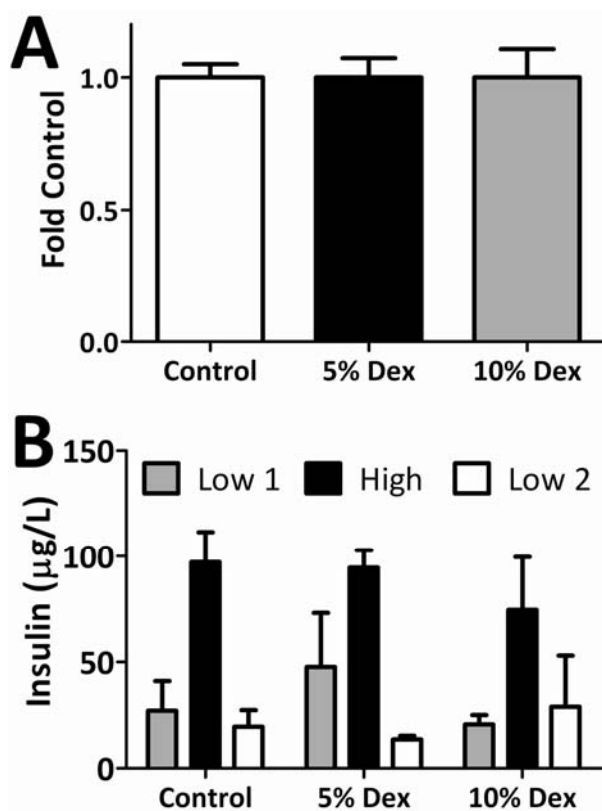 A
Fold Control
1.0
0.5
0.0
Control 5% Dex 10% Dex
B
Insulin (µg/L)
150
100
50
0
Low 1 High Low 2
Control 5% Dex 10% Dex